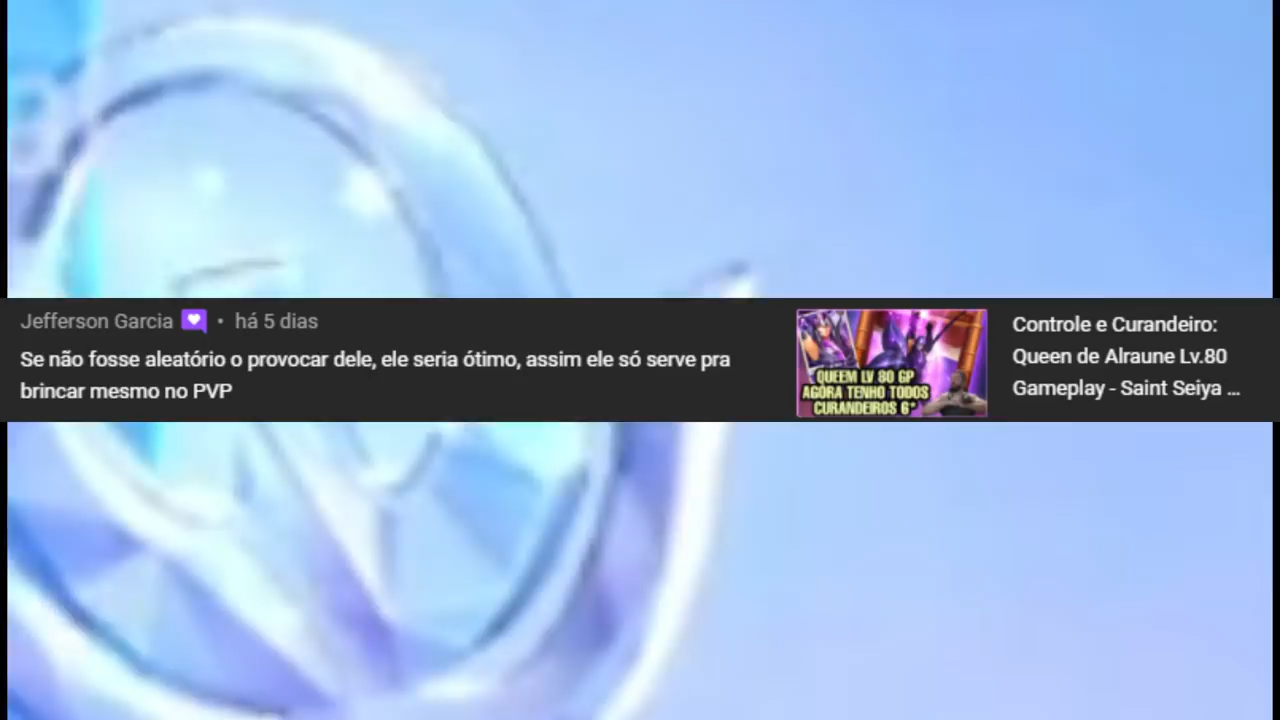 Jefferson Garcia • há 5 dias
Se não fosse aleatório o provocar dele, ele seria ótimo, assim ele só serve pra
brincar mesmo no PVP
QUEEM LV 80 GP
AGORA TENHO TODOS
CURANDEIROS 6*
Controle e Curandeiro:
Queen de Alraune Lv.80
Gameplay - Saint Seiya ...